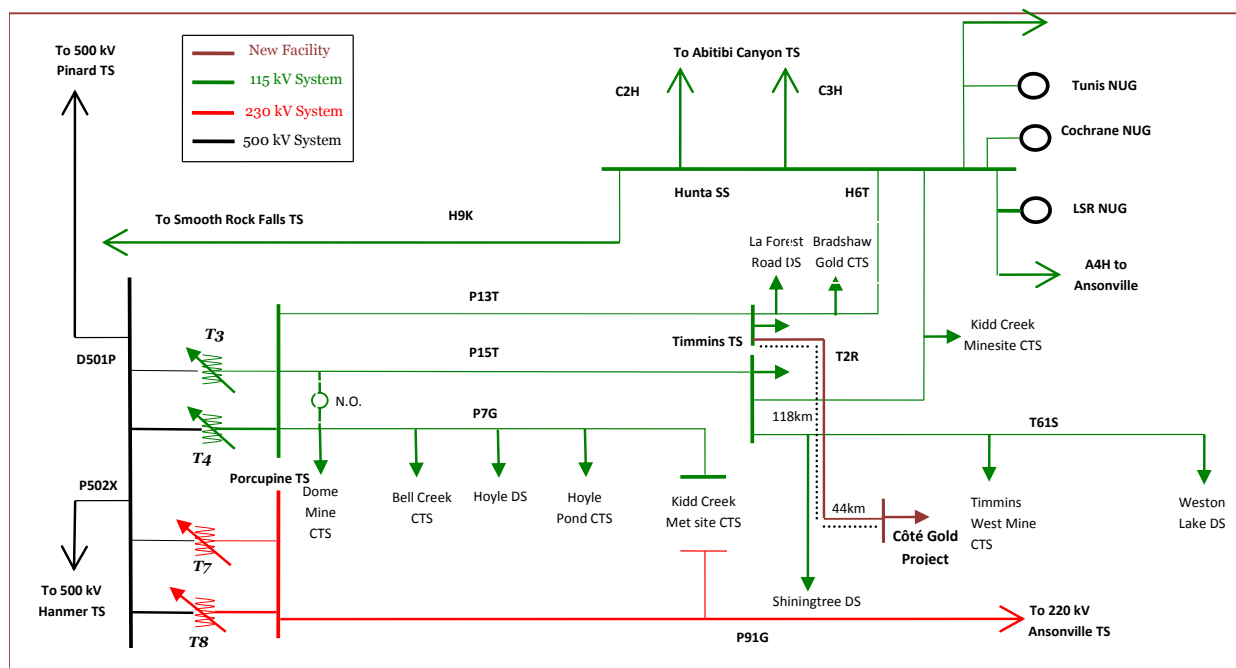 To 500 kV
Pinard TS
New Facility
115 kV System
230 kV System
500 kV System
To Abitibi Canyon TS
C2H
C3H
Tunis NUG
Cochrane NUG
Hunta SS
H6T
LSR NUG
To Smooth Rock Falls TS
H9K
La Forest
Road DS
Bradshaw
Gold CTS
A4H to
Ansonville
P13T
T3
Timmins TS
Kidd Creek
Minesite CTS
D501P
P15T
T2R
N.O.
P7G
118km
T61S
T4
Porcupine TS
P502X
Dome
Mine
CTS
Bell Creek
CTS
Hoyle DS
Hoyle
Pond CTS
Kidd Creek
Met site CTS
44km
Côté Gold
Project
Timmins
West Mine
CTS
Weston
Lake DS
T7
To 500 kV
Hanmer TS
T8
Shiningtree DS
P91G
To 220 kV
Ansonville TS